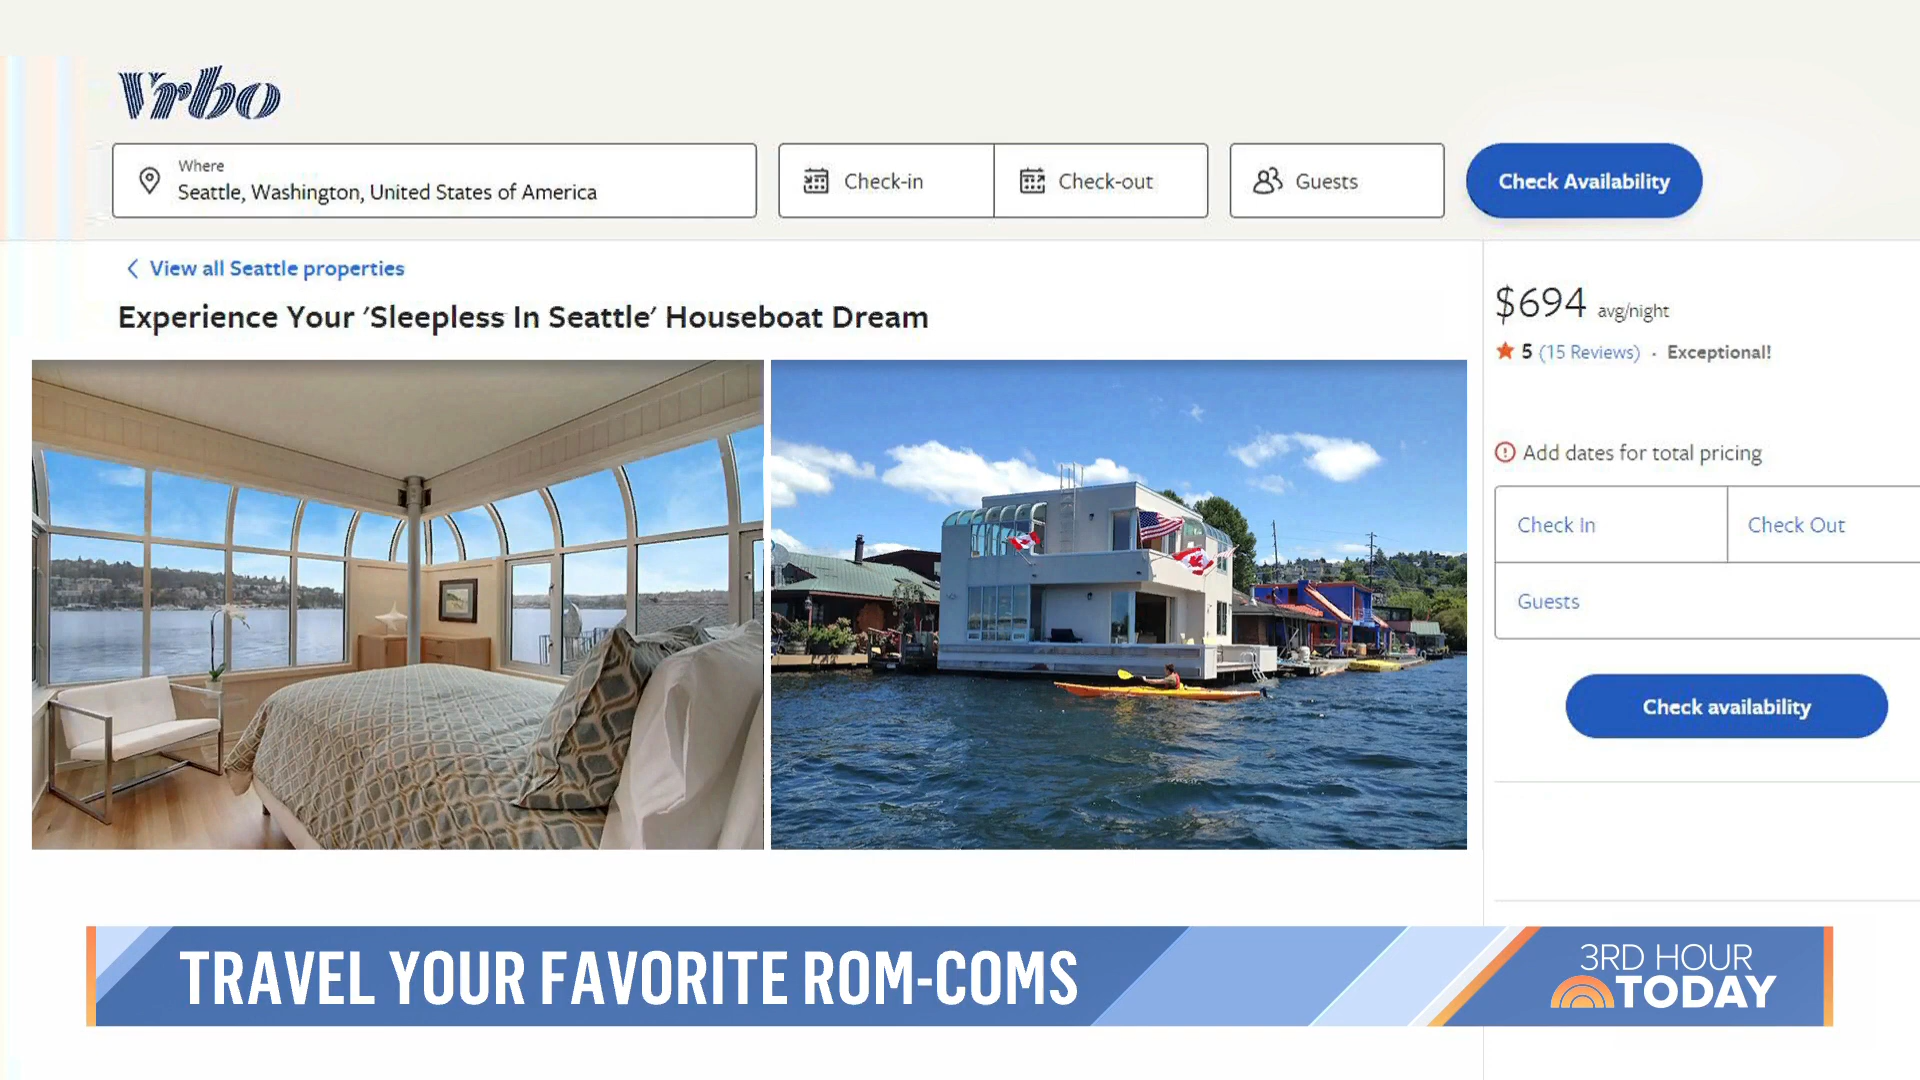 Vrbo
Where
Seattle, Washington, United States of America
Check-in
Check-out
Guests
Check Availability
View all Seattle properties
Experience Your 'Sleepless In Seattle' Houseboat Dream
$694 avg/night
5 (15 Reviews) · Exceptional!
Add dates for total pricing
Check In
Check Out
Guests
Check availability
TRAVEL YOUR FAVORITE ROM-COMS
3RD HOUR
TODAY